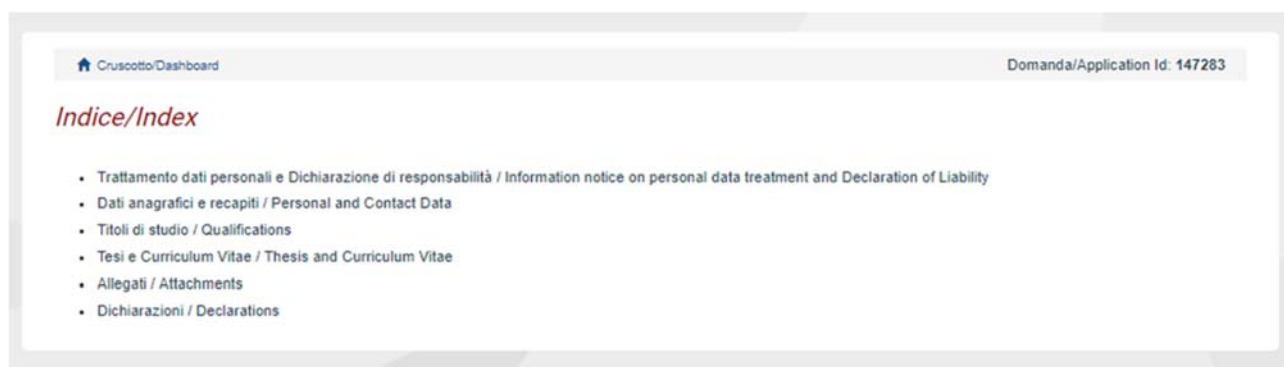 Cruscotto/Dashboard
Domanda/Application Id: 147283
Indice/Index
Trattamento dati personali e Dichiarazione di responsabilità / Information notice on personal data treatment and Declaration of Liability
Dati anagrafici e recapiti / Personal and Contact Data
Titoli di studio / Qualifications
Tesi e Curriculum Vitae / Thesis and Curriculum Vitae
Allegati / Attachments
Dichiarazioni / Declarations